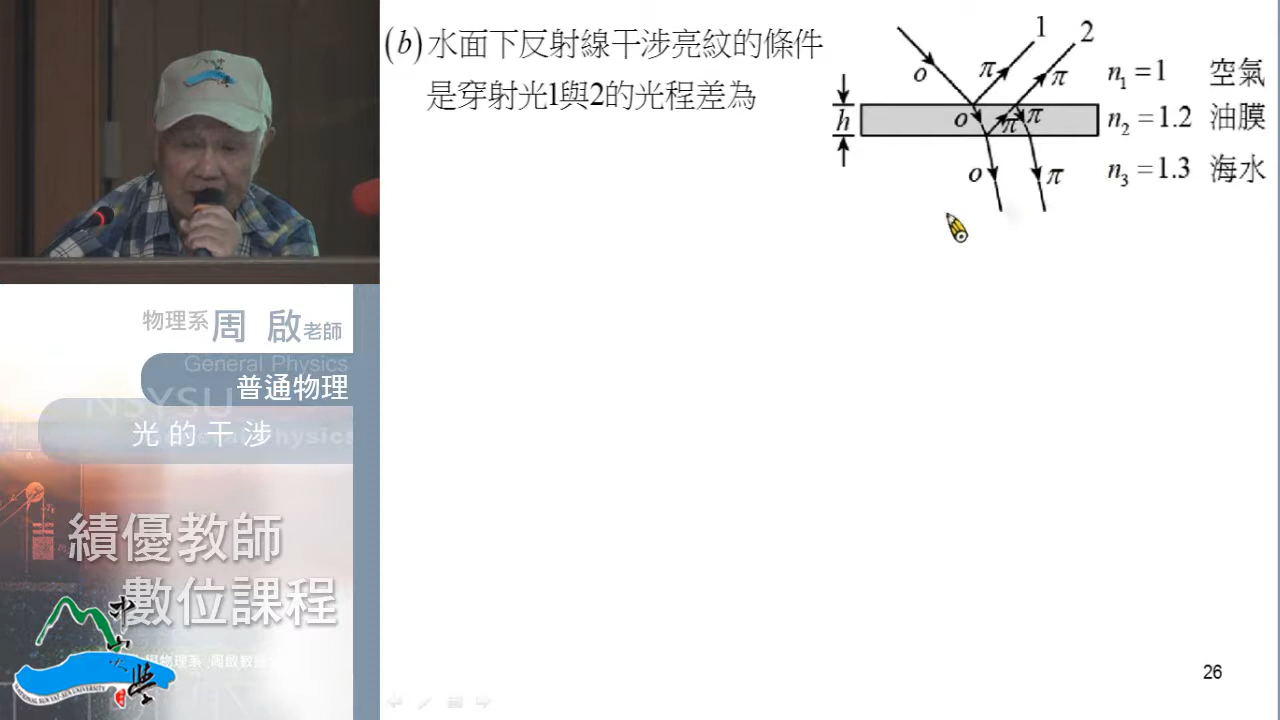 (b) 水面下反射線干涉亮紋的條件
是穿射光1與2的光程差為
1
2
o π π
h o π π
o π
n₁ = 1 空氣
n₂ = 1.2 油膜
n₃ = 1.3 海水
物理系 周 啟 老師
General Physics
普通物理
NSYSU
光的干涉
績優教師
數位課程
26